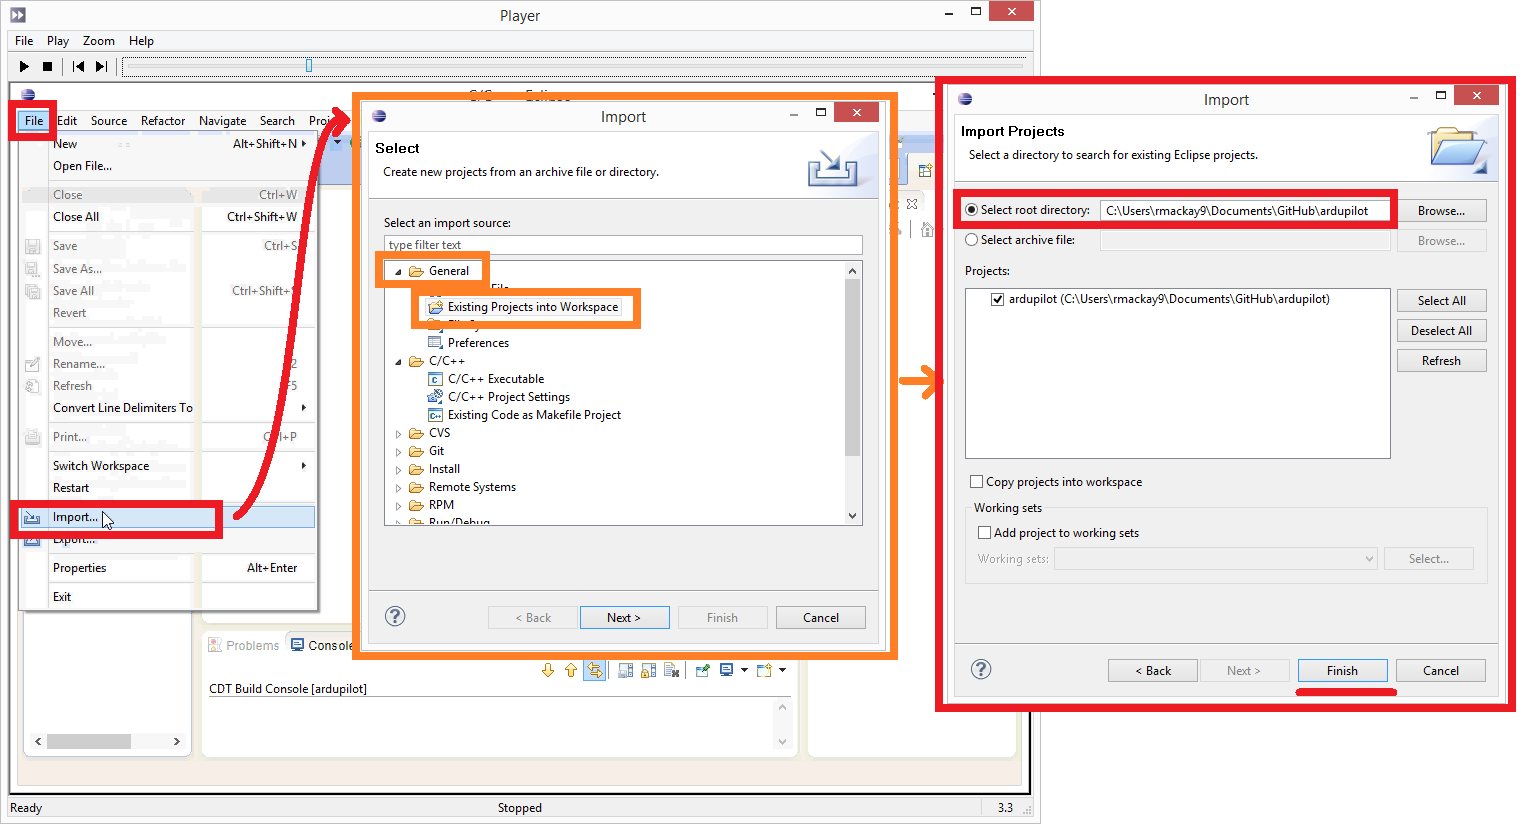 Player
File Play Zoom Help
File Edit Source Refactor Navigate Search
New Alt+Shift+N
Open File...
Close Ctrl+W
Close All Ctrl+Shift+W
Save Ctrl+S
Save As...
Save All Ctrl+Shift+S
Revert
Move...
Rename...
Refresh F5
Convert Line Delimiters To
Print... Ctrl+P
Switch Workspace
Restart
Import...
Export...
Properties Alt+Enter
Exit
Problems Console
CDT Build Console [ardupilot]
Ready Stopped 3.3
Import
Select
Create new projects from an archive file or directory.
Select an import source:
type filter text
General
Existing Projects into Workspace
Preferences
C/C++
C/C++ Executable
C/C++ Project Settings
Existing Code as Makefile Project
CVS
Git
Install
Remote Systems
RPM
Run/Debug
< Back Next > Finish Cancel
Import
Import Projects
Select a directory to search for existing Eclipse projects.
Select root directory: C:\Users\rmackay9\Documents\GitHub\ardupilot Browse...
Select archive file: Browse...
Projects:
ardupilot (C:\Users\rmackay9\Documents\GitHub\ardupilot)
Select All
Deselect All
Refresh
Copy projects into workspace
Working sets
Add project to working sets
Working sets: Select...
< Back Next > Finish Cancel